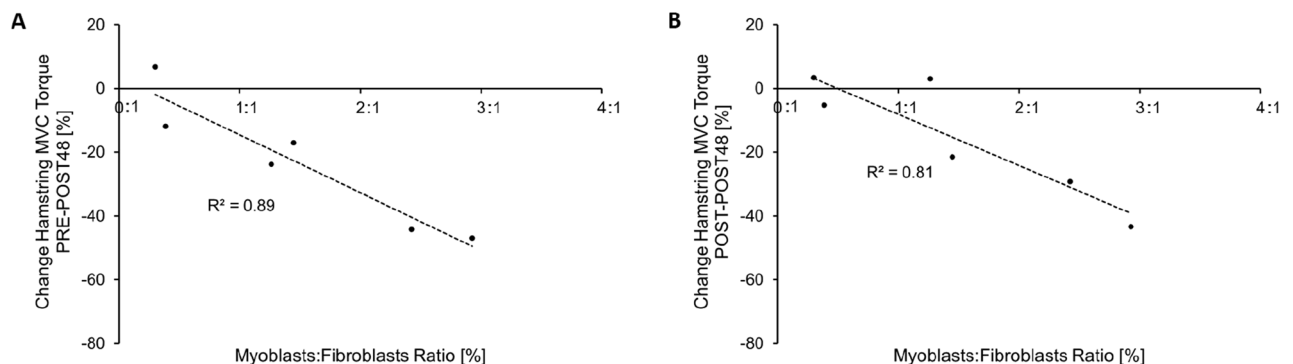 A
Change Hamstring MVC Torque
PRE-POST48 [%]
20
0
-20
-40
-60
-80
0:1
1:1
2:1
3:1
4:1
R² = 0.89
Myoblasts:Fibroblasts Ratio [%]
B
Change Hamstring MVC Torque
POST-POST48 [%]
20
0
-20
-40
-60
-80
0:1
1:1
2:1
3:1
4:1
R² = 0.81
Myoblasts:Fibroblasts Ratio [%]